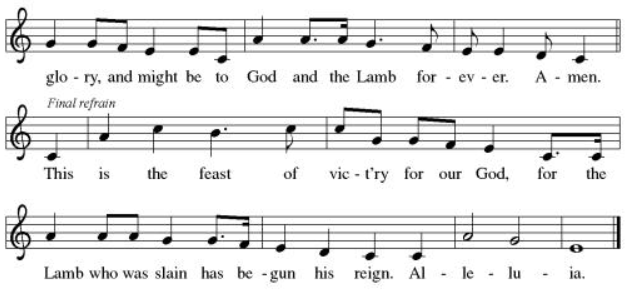 glo - ry, and might be to God and the Lamb for - ev - er. A - men.
Final refrain
This is the feast of vic - t'ry for our God, for the
Lamb who was slain has be - gun his reign. Al - le - lu - ia.